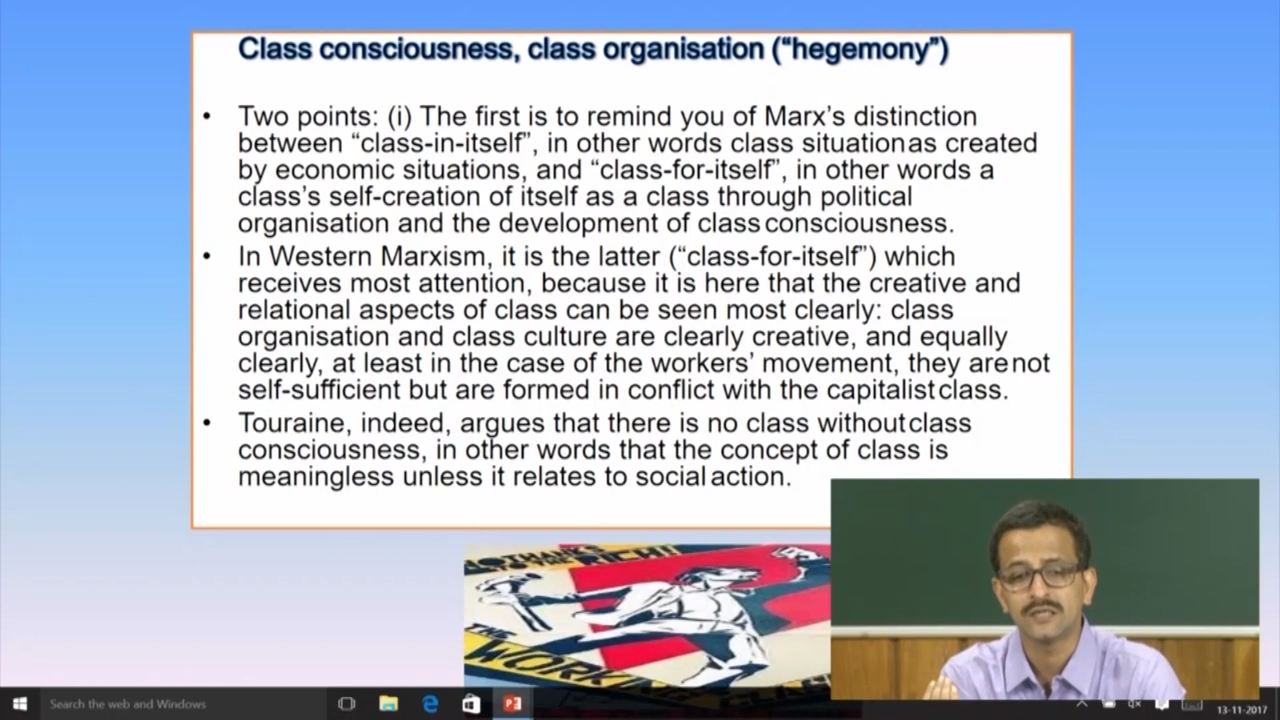 Class consciousness, class organisation (“hegemony”)
• Two points: (i) The first is to remind you of Marx’s distinction
between “class-in-itself”, in other words class situation as created
by economic situations, and “class-for-itself”, in other words a
class’s self-creation of itself as a class through political
organisation and the development of class consciousness.
• In Western Marxism, it is the latter (“class-for-itself”) which
receives most attention, because it is here that the creative and
relational aspects of class can be seen most clearly: class
organisation and class culture are clearly creative, and equally
clearly, at least in the case of the workers’ movement, they are not
self-sufficient but are formed in conflict with the capitalist class.
• Touraine, indeed, argues that there is no class without class
consciousness, in other words that the concept of class is
meaningless unless it relates to social action.
THANKS
RICH!!
THE
Search the web and Windows
13-11-2017